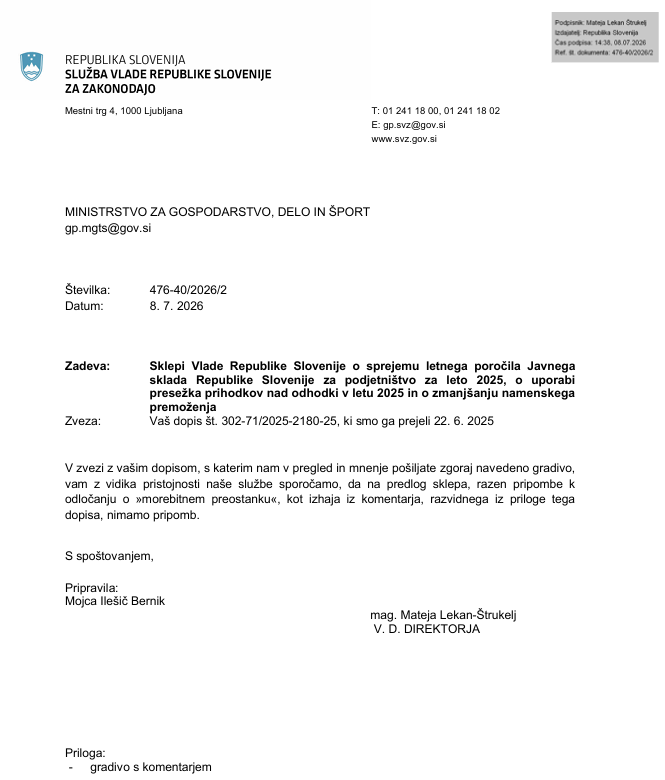 Podpisnik: Mateja Lekan Štrukelj
Izdajatelj: Republika Slovenija
Čas podpisa: 14:38, 08.07.2026
Ref. št. dokumenta: 476-40/2026/2
REPUBLIKA SLOVENIJA
SLUŽBA VLADE REPUBLIKE SLOVENIJE
ZA ZAKONODAJO
Mestni trg 4, 1000 Ljubljana
T: 01 241 18 00, 01 241 18 02
E: gp.svz@gov.si
www.svz.gov.si
MINISTRSTVO ZA GOSPODARSTVO, DELO IN ŠPORT
gp.mgts@gov.si
Številka: 476-40/2026/2
Datum: 8. 7. 2026
Zadeva: Sklepi Vlade Republike Slovenije o sprejemu letnega poročila Javnega
sklada Republike Slovenije za podjetništvo za leto 2025, o uporabi
presežka prihodkov nad odhodki v letu 2025 in o zmanjšanju namenskega
premoženja
Zveza: Vaš dopis št. 302-71/2025-2180-25, ki smo ga prejeli 22. 6. 2025
V zvezi z vašim dopisom, s katerim nam v pregled in mnenje pošiljate zgoraj navedeno gradivo,
vam z vidika pristojnosti naše službe sporočamo, da na predlog sklepa, razen pripombe k
odločanju o »morebitnem preostanku«, kot izhaja iz komentarja, razvidnega iz priloge tega
dopisa, nimamo pripomb.
S spoštovanjem,
Pripravila:
Mojca Ilešič Bernik
mag. Mateja Lekan-Štrukelj
V. D. DIREKTORJA
Priloga:
- gradivo s komentarjem